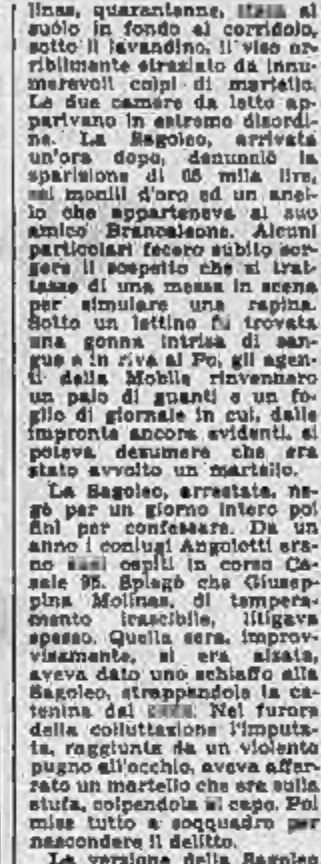 linas, quarantenne, al
suolo in fondo al corridoio,
sotto il lavandino, il viso or-
ribilmente straziato da innu-
merevoli colpi di martello.
Le due camere da letto ap-
parivano in estremo disordi-
ne. La Sagoleo, arrivata
un'ora dopo, denunciò la
sparizione di 65 mila lire,
sei monili d'oro ed un anel-
lo che apparteneva al suo
amico Brancaleone. Alcuni
particolari fecero subito sor-
gere il sospetto che si trat-
tasse di una messa in scena
per simulare una rapina.
Sotto un lettino fu trovata
una gonna intrisa di san-
gue e in riva al Po, gli agen-
ti della Mobile rinvennero
un paio di guanti e un fo-
glio di giornale in cui, dalle
impronte ancora evidenti, si
poteva desumere che era
stato avvolto un martello.
La Sagoleo, arrestata, ne-
gò per un giorno intero poi
finì per confessare. Da un
anno i coniugi Angolotti era-
no ospiti in corso Ca-
sale 95. Spiegò che Giusep-
pina Molinas, di tempera-
mento irascibile, litigava
spesso. Quella sera, improv-
visamente, si era alzata,
aveva dato uno schiaffo alla
Sagoleo, strappandole la ca-
tenina dal Nel furore
della colluttazione l'imputa-
ta, raggiunta da un violento
pugno all'occhio, aveva affer-
rato un martello che era sulla
stufa, colpendola al capo. Poi
mise tutto a soqquadro per
nascondere il delitto.
La versione della Sagoleo